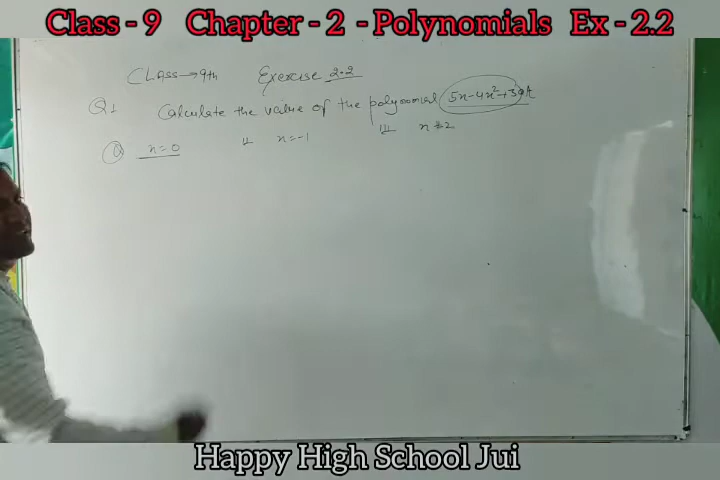 Class - 9 Chapter - 2 - Polynomials Ex - 2.2
CLASS → 9th Exercise 2.2
Q1 Calculate the value of the polynomial 5x-4x²+3 at
x=0 ii x=-1 iii x=2
Happy High School Jui